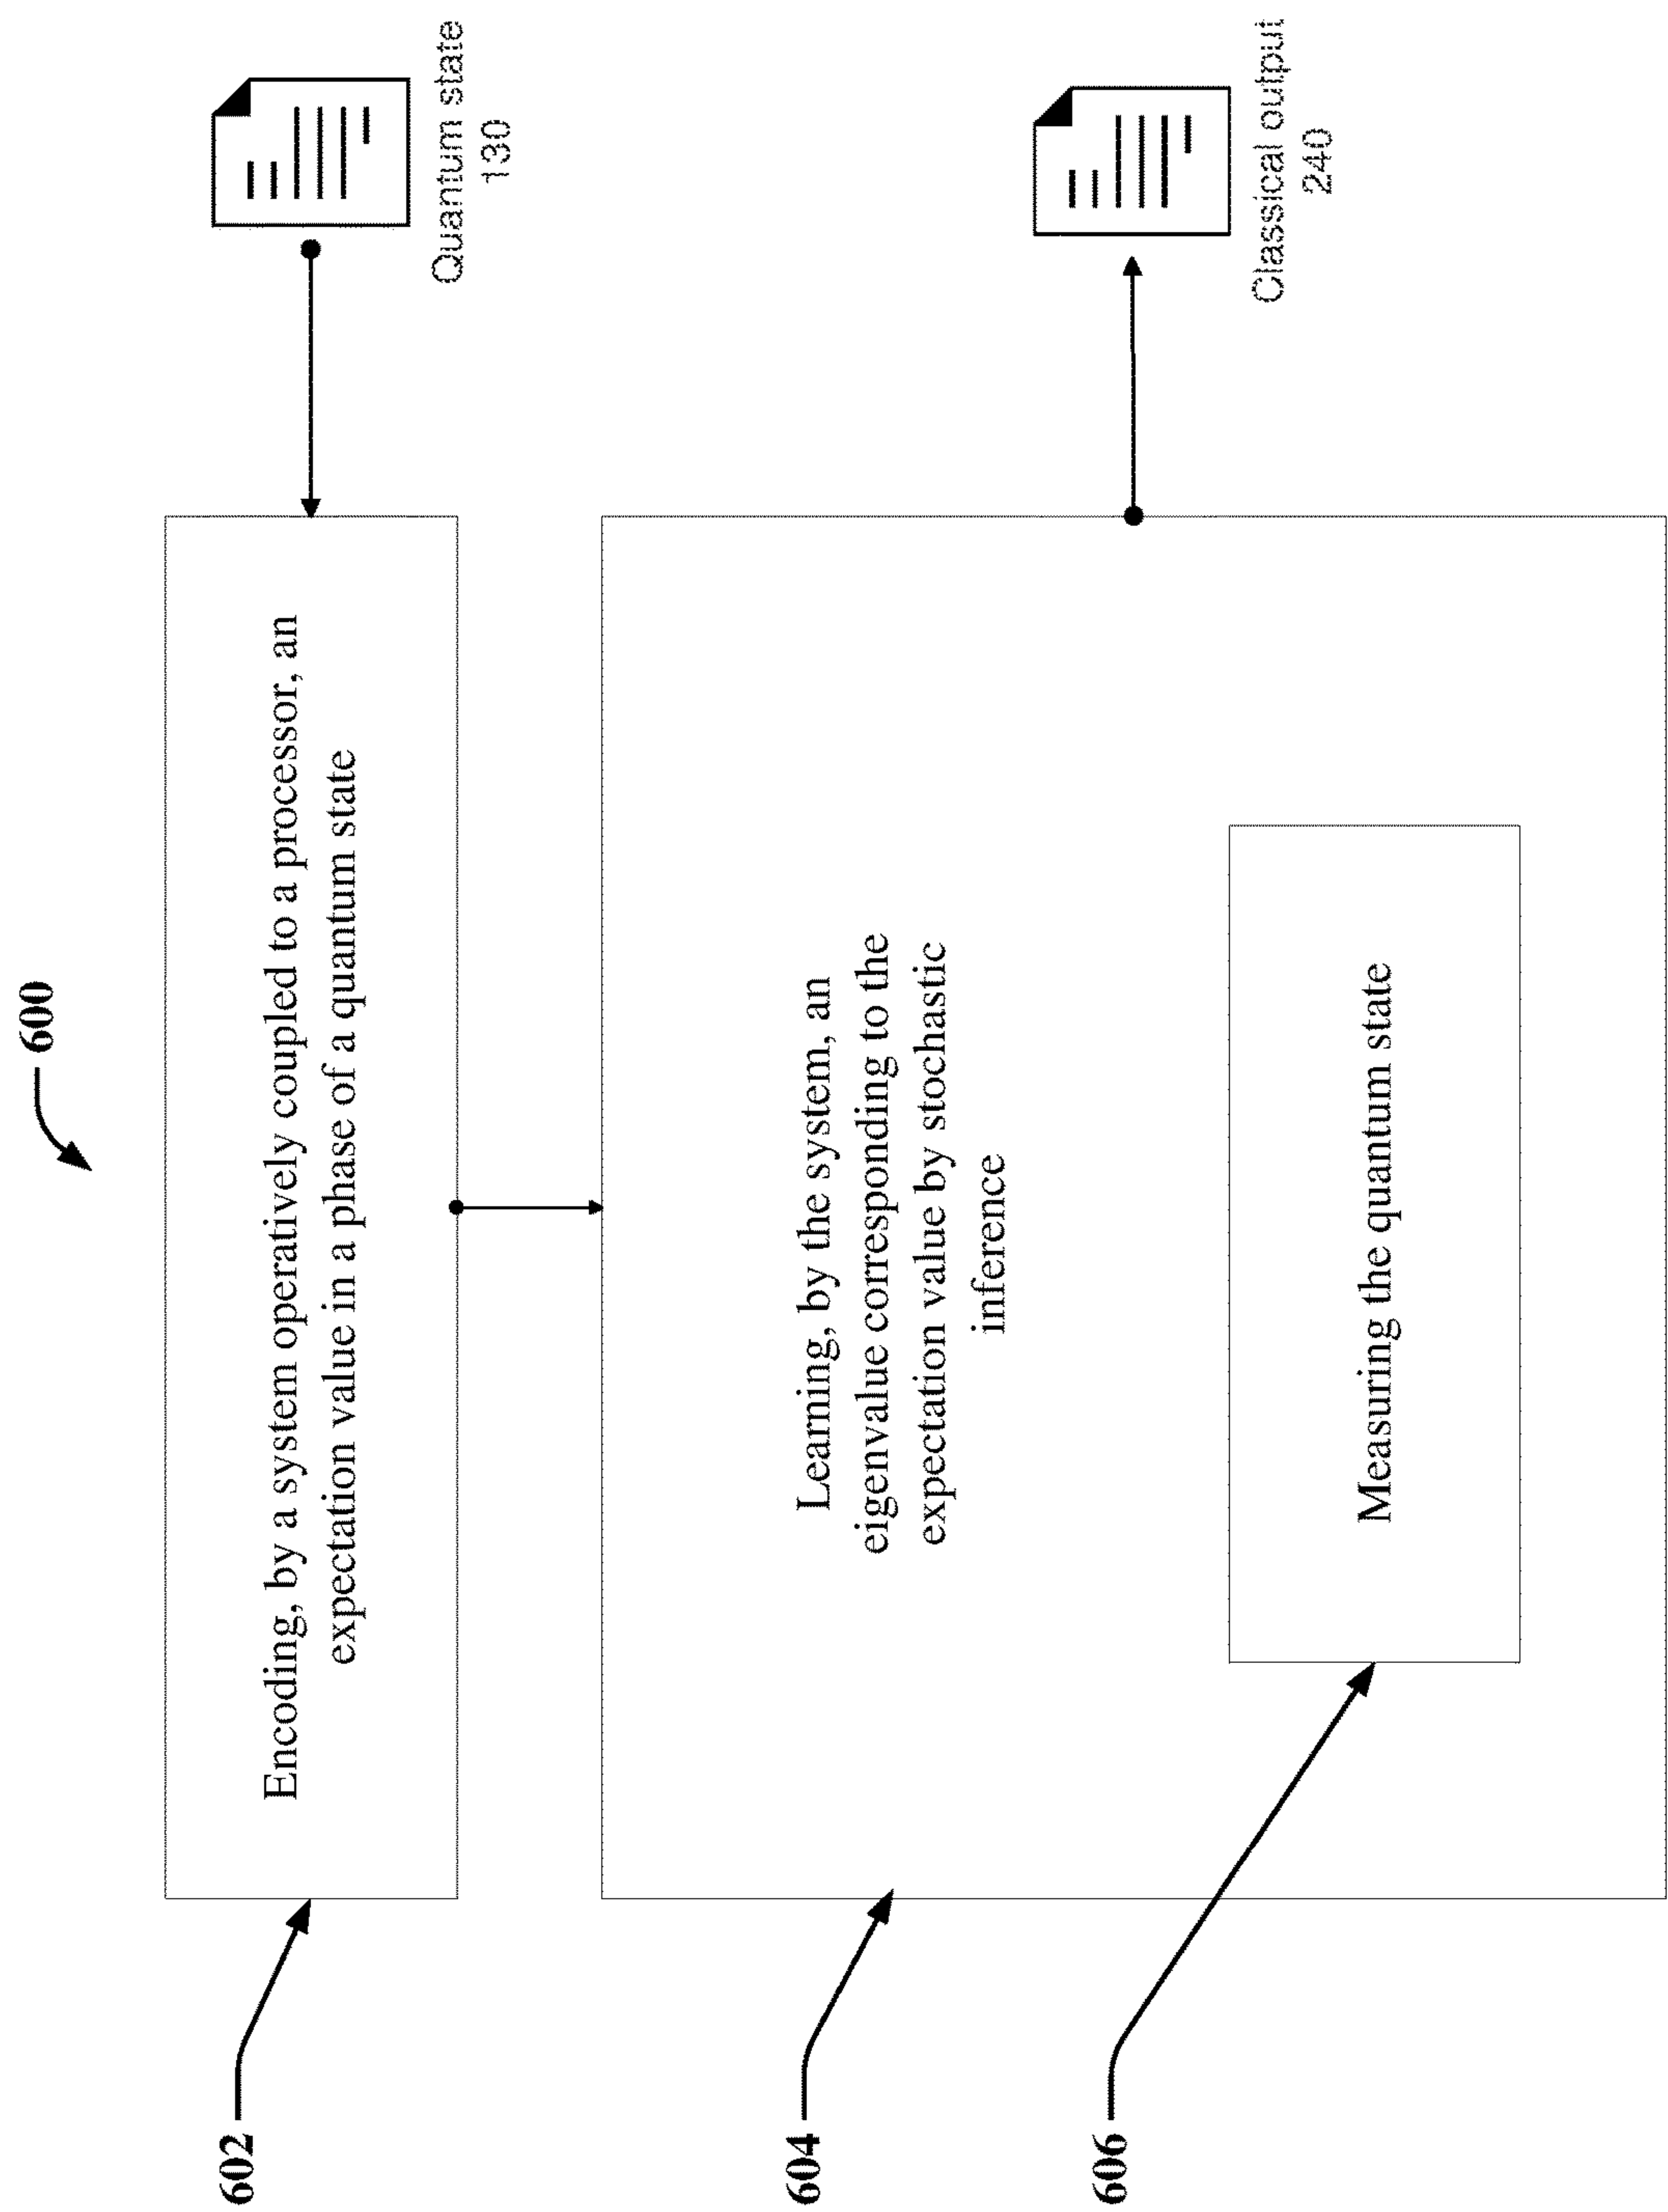 600
602
Encoding, by a system operatively coupled to a processor, an
expectation value in a phase of a quantum state
Quantum state
130
604
Learning, by the system, an
eigenvalue corresponding to the
expectation value by stochastic
inference
Classical output
240
606
Measuring the quantum state